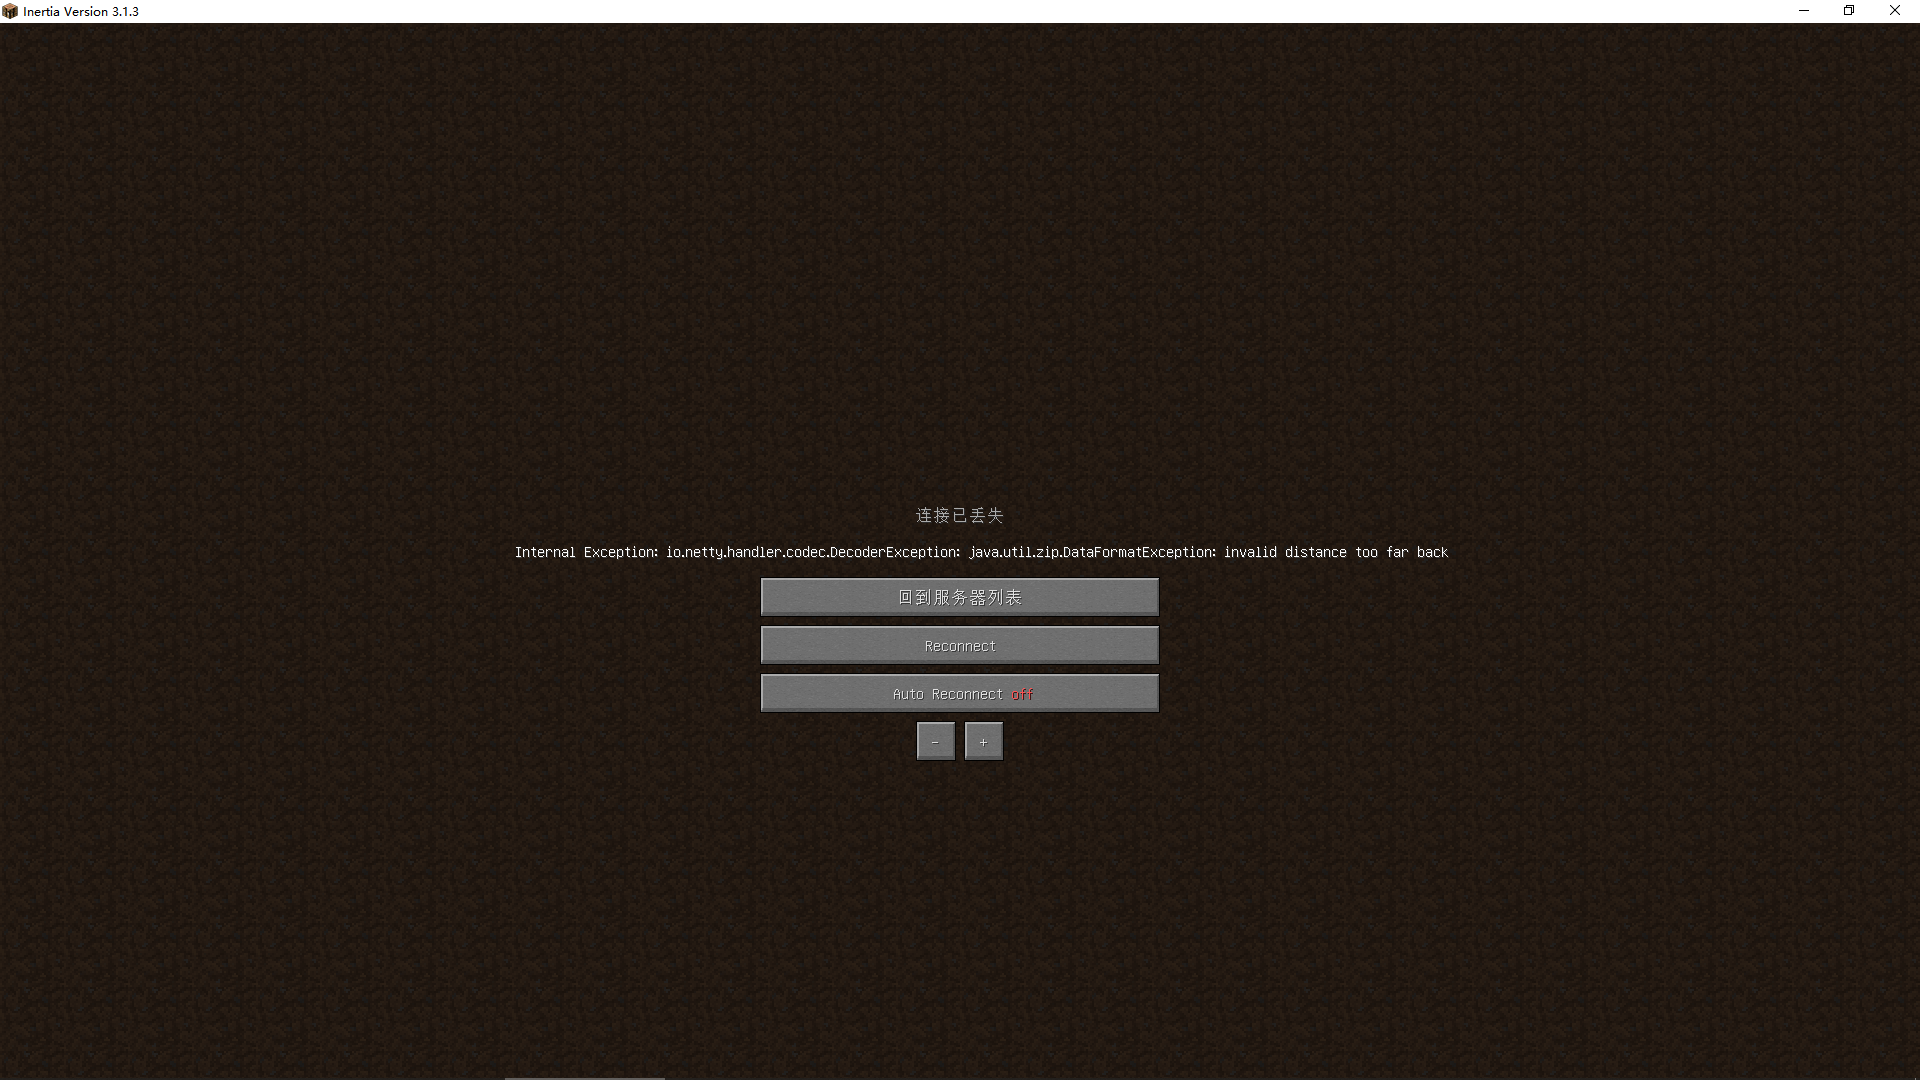 Inertia Version 3.1.3
连接已丢失
Internal Exception: io.netty.handler.codec.DecoderException: java.util.zip.DataFormatException: invalid distance too far back
回到服务器列表
Reconnect
Auto Reconnect off
- +